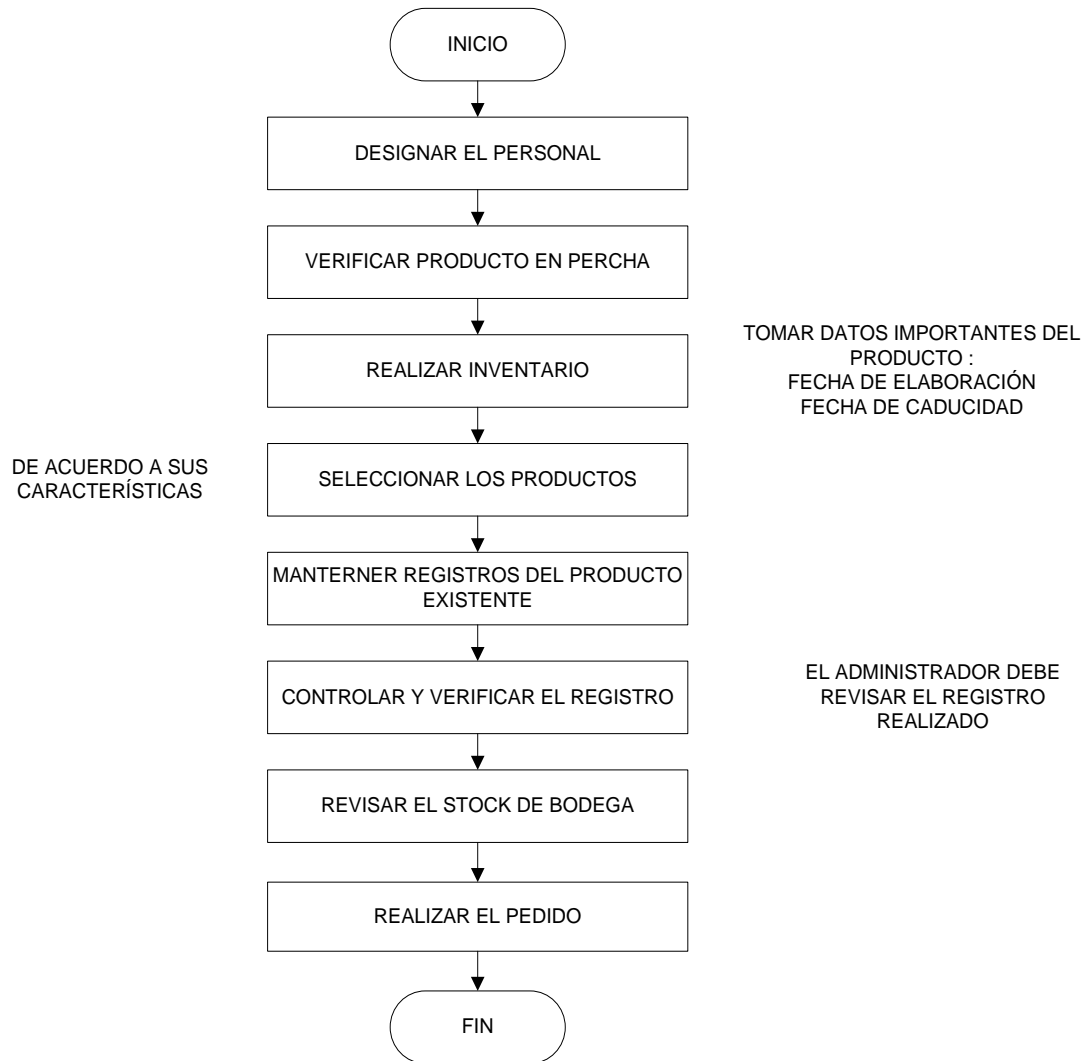 INICIO
DESIGNAR EL PERSONAL
VERIFICAR PRODUCTO EN PERCHA
REALIZAR INVENTARIO
TOMAR DATOS IMPORTANTES DEL
PRODUCTO :
FECHA DE ELABORACIÓN
FECHA DE CADUCIDAD
DE ACUERDO A SUS
CARACTERÍSTICAS
SELECCIONAR LOS PRODUCTOS
MANTERNER REGISTROS DEL PRODUCTO
EXISTENTE
CONTROLAR Y VERIFICAR EL REGISTRO
EL ADMINISTRADOR DEBE
REVISAR EL REGISTRO
REALIZADO
REVISAR EL STOCK DE BODEGA
REALIZAR EL PEDIDO
FIN